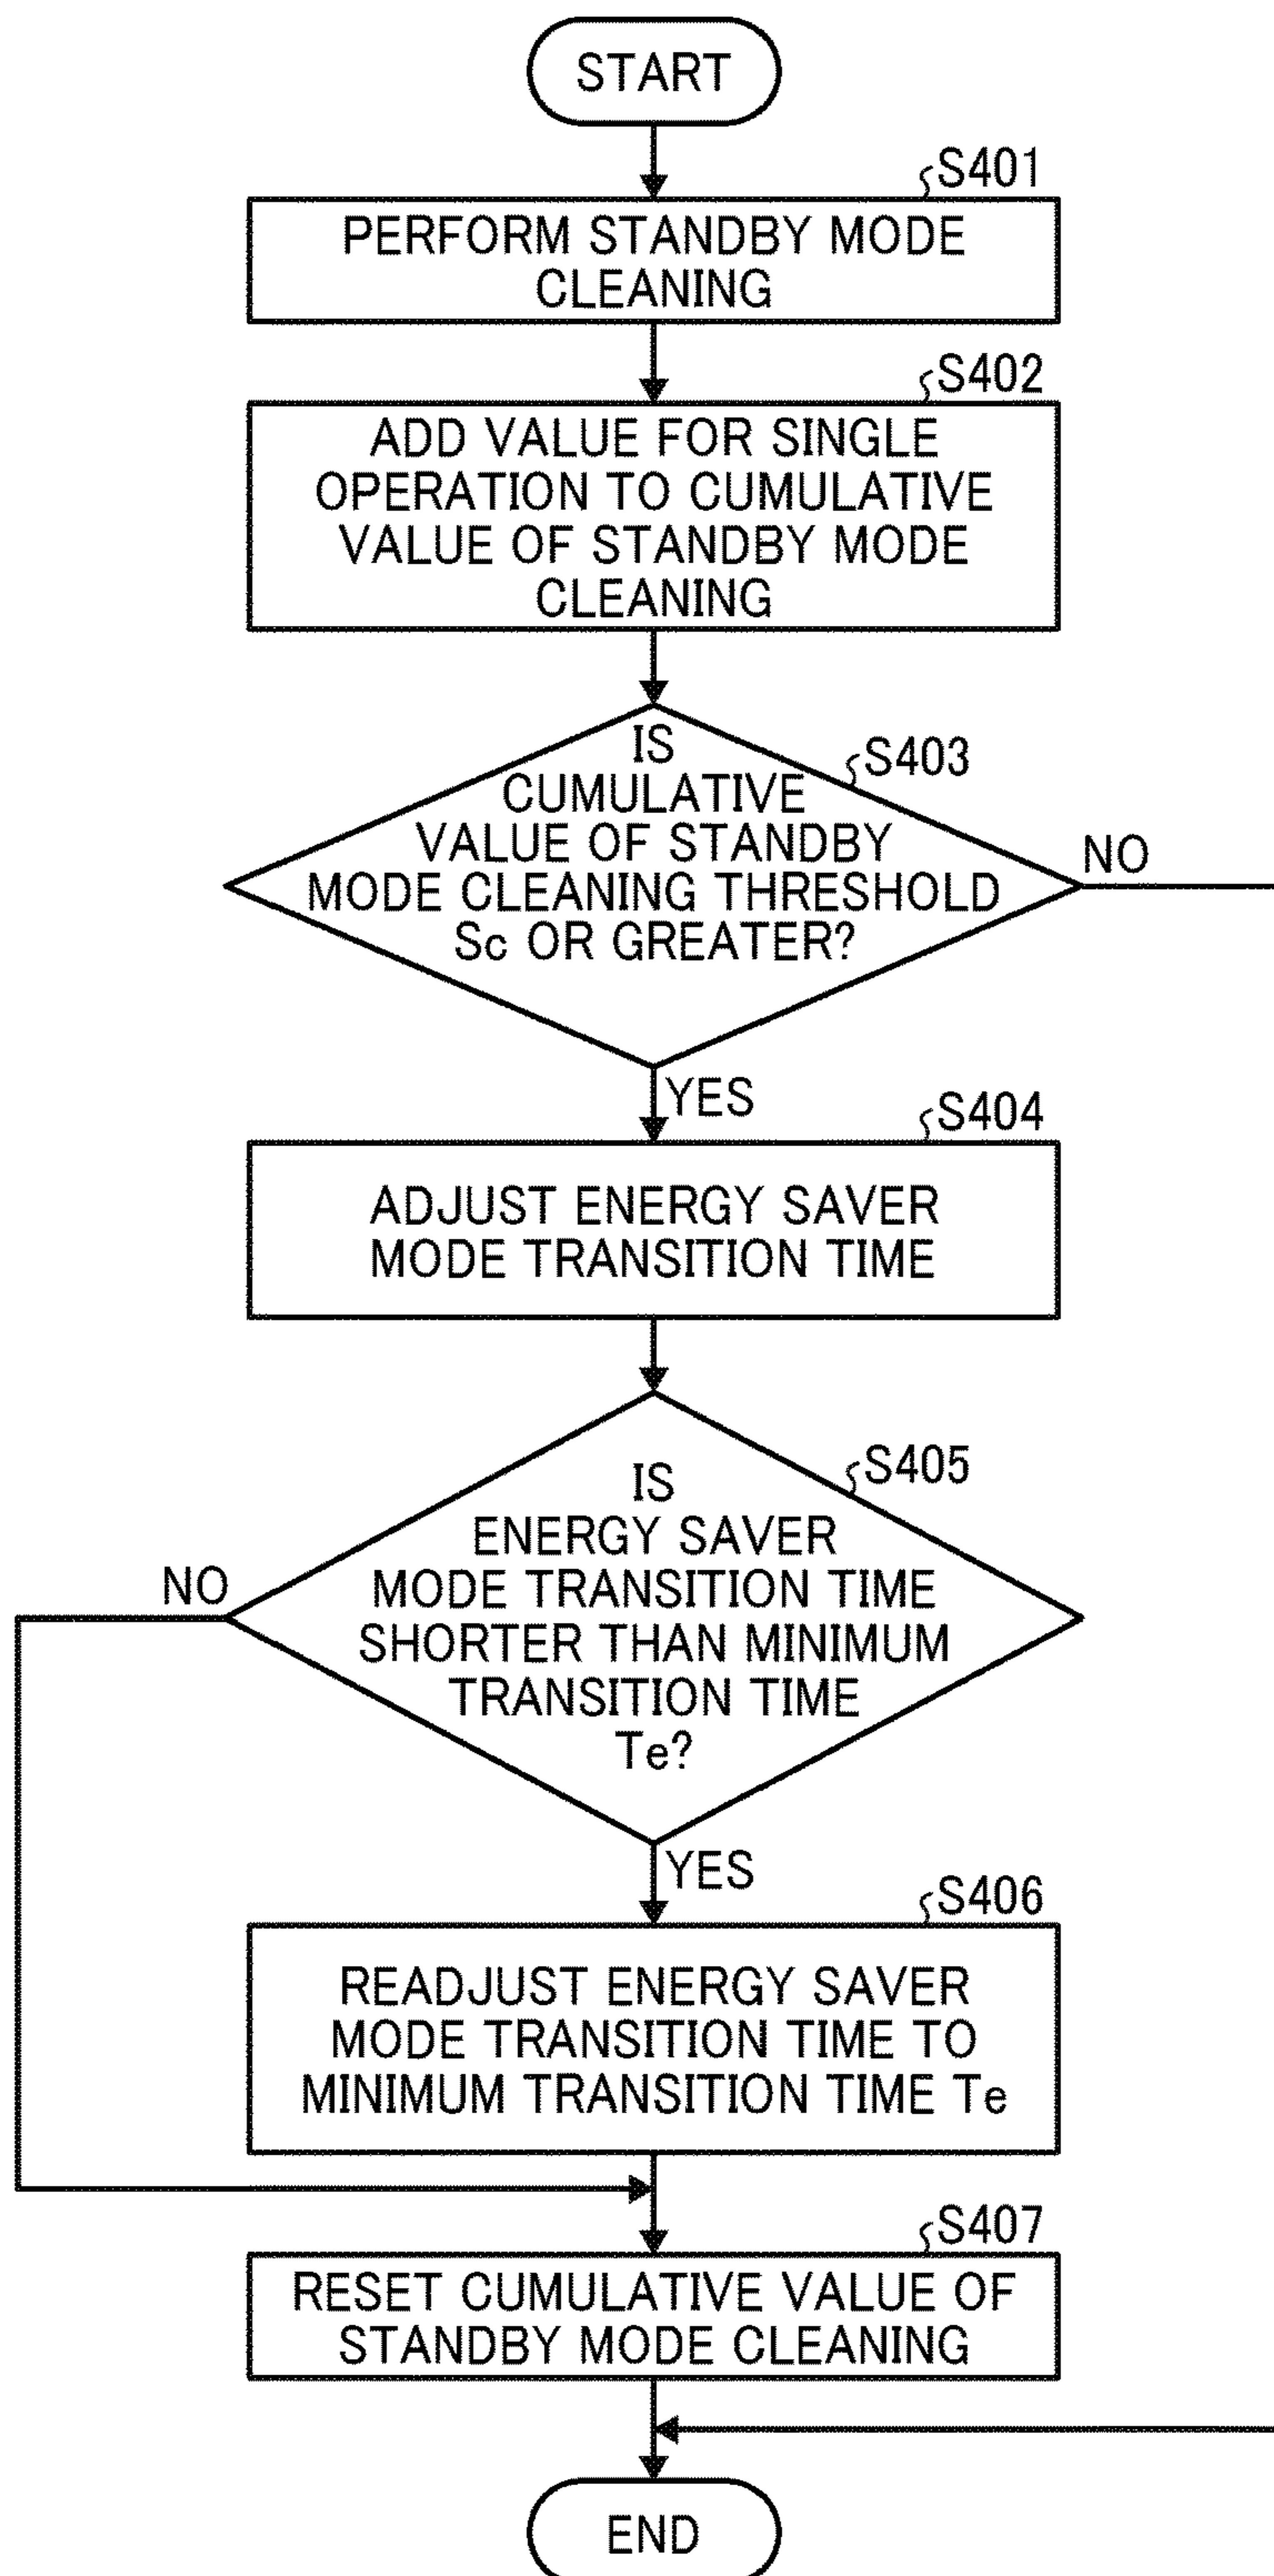 START
S401
PERFORM STANDBY MODE
CLEANING
S402
ADD VALUE FOR SINGLE
OPERATION TO CUMULATIVE
VALUE OF STANDBY MODE
CLEANING
S403
IS
CUMULATIVE
VALUE OF STANDBY
MODE CLEANING THRESHOLD
Sc OR GREATER?
NO
YES
S404
ADJUST ENERGY SAVER
MODE TRANSITION TIME
S405
IS
ENERGY SAVER
MODE TRANSITION TIME
SHORTER THAN MINIMUM
TRANSITION TIME
Te?
NO
YES
S406
READJUST ENERGY SAVER
MODE TRANSITION TIME TO
MINIMUM TRANSITION TIME Te
S407
RESET CUMULATIVE VALUE OF
STANDBY MODE CLEANING
END